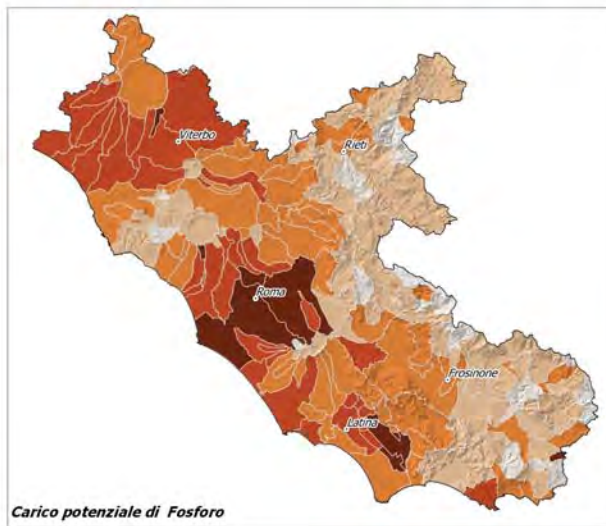 Viterbo
Rieti
Roma
Frosinone
Latina
Carico potenziale di Fosforo